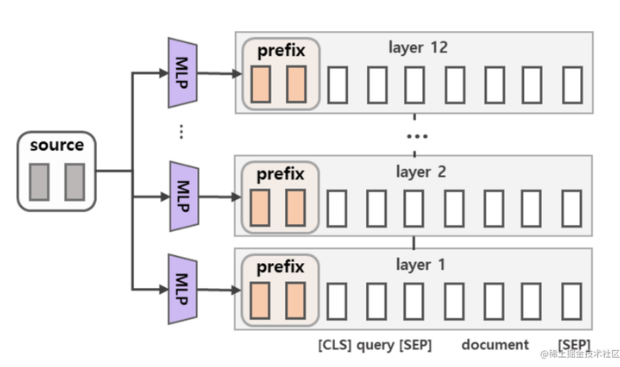 MLP
prefix
layer 12
source
MLP
prefix
layer 2
MLP
prefix
layer 1
[CLS] query [SEP] document [SEP]
@稀土掘金技术社区